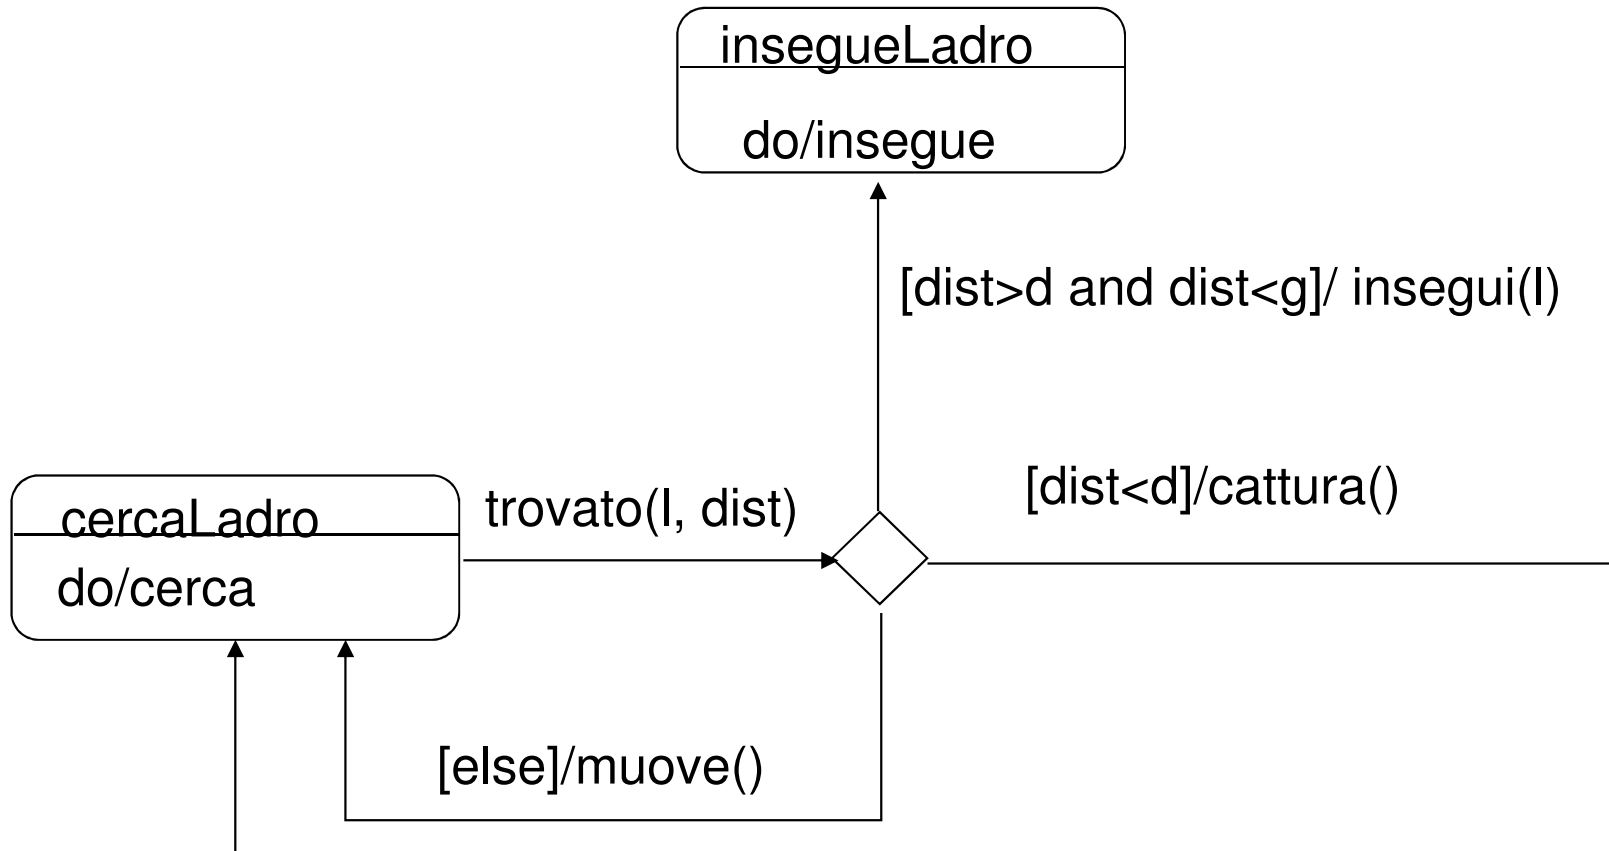 insegueLadro
do/insegue
[dist>d and dist<g]/ insegui(l)
[dist<d]/cattura()
cercaLadro
trovato(l, dist)
do/cerca
[else]/muove()